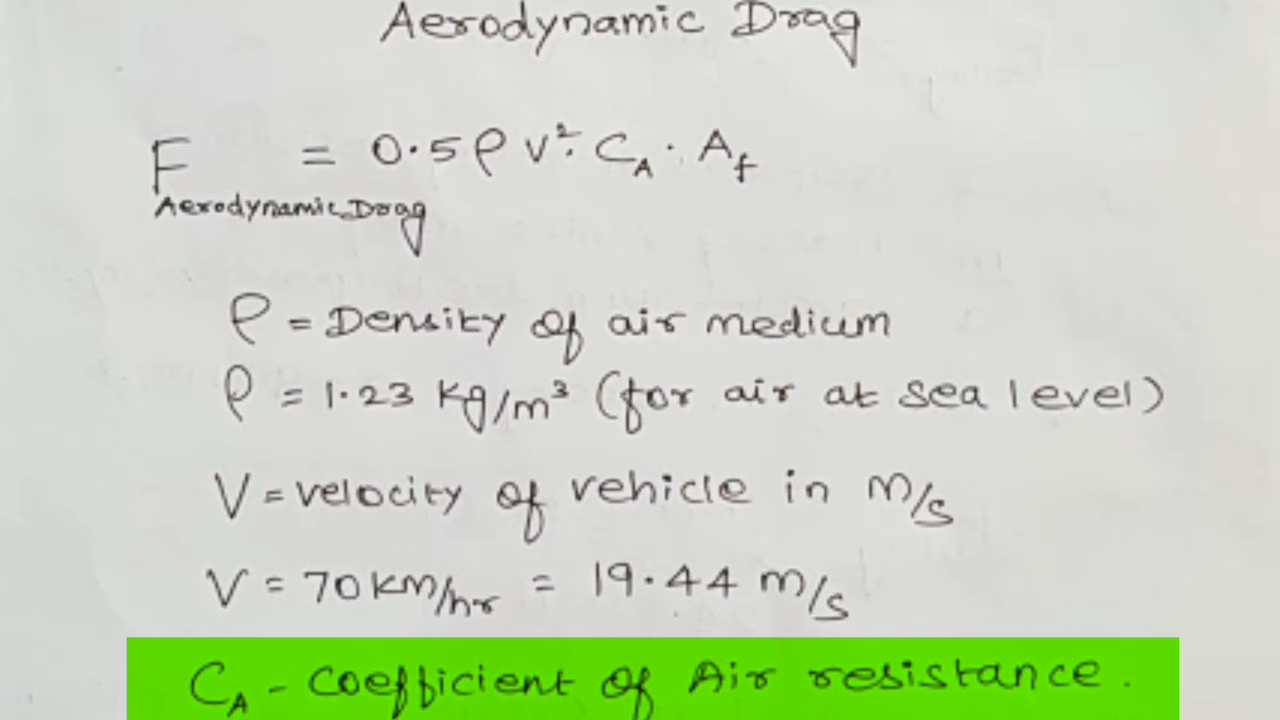 Aerodynamic Drag
F Aerodynamic Drag = 0.5 ρ V². C_A . A_f
ρ = Density of air medium
ρ = 1.23 Kg/m³ (for air at sea level)
V = velocity of vehicle in m/s
V = 70 KM/hr = 19.44 m/s
C_A - Coefficient of Air resistance.